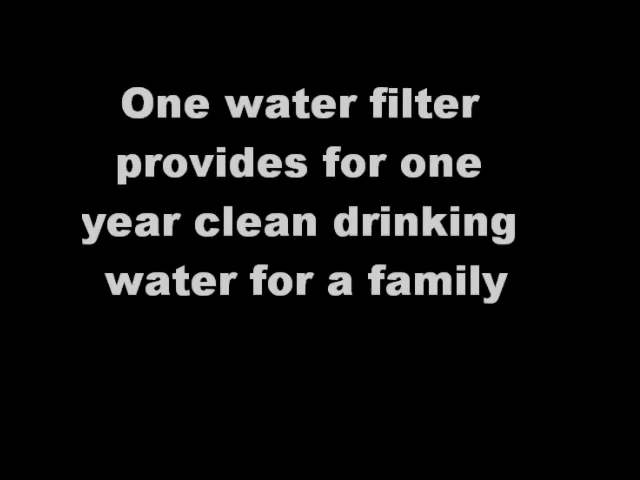 One water filter
provides for one
year clean drinking
water for a family